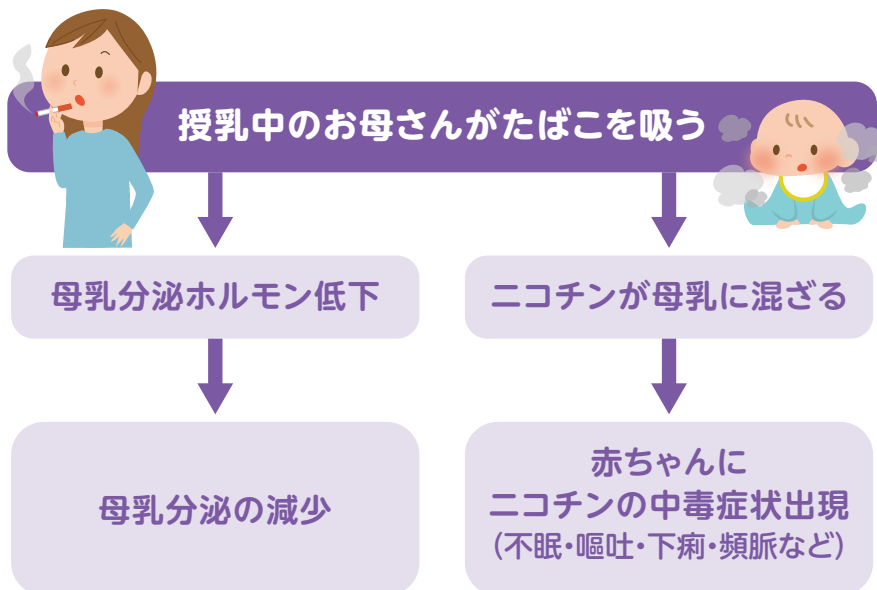 授乳中のお母さんがたばこを吸う
母乳分泌ホルモン低下
ニコチンが母乳に混ざる
母乳分泌の減少
赤ちゃんに
ニコチンの中毒症状出現
(不眠・嘔吐・下痢・頻脈など)